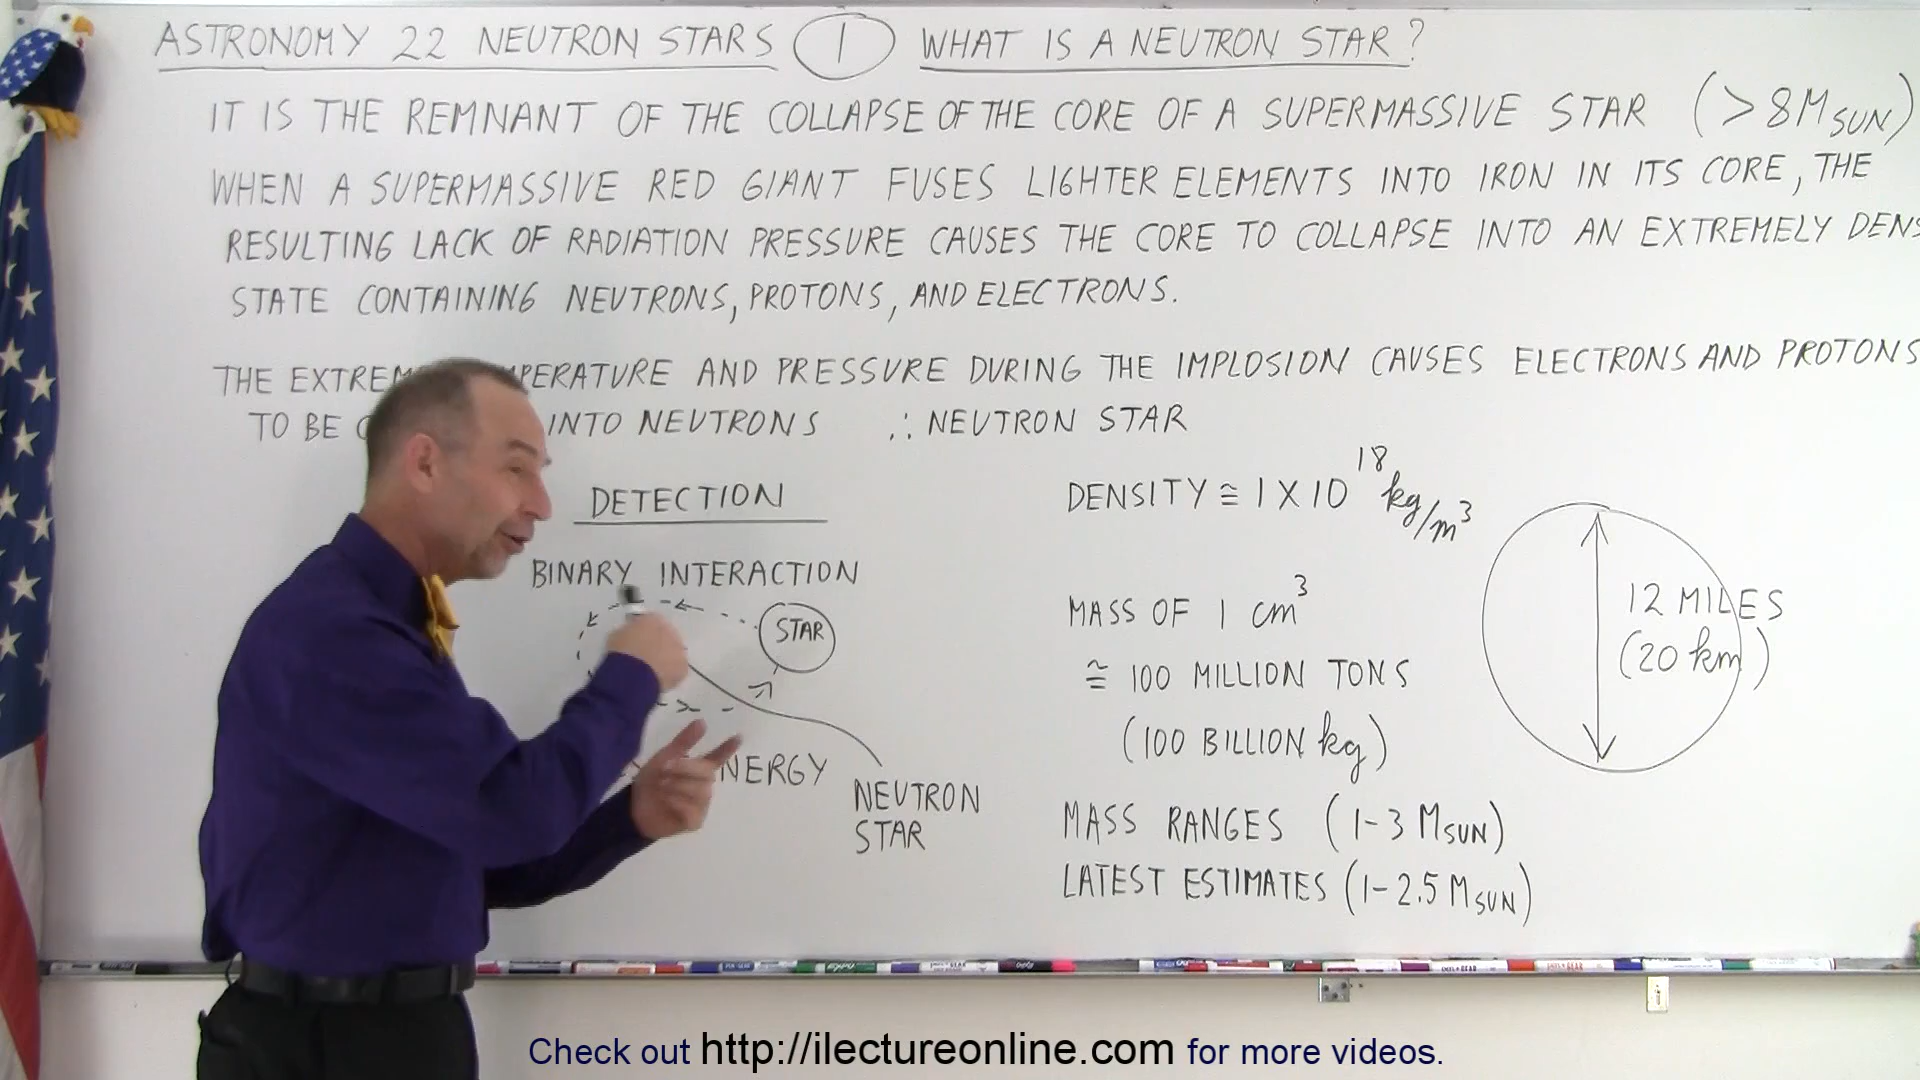 ASTRONOMY 22 NEUTRON STARS 1 WHAT IS A NEUTRON STAR?
IT IS THE REMNANT OF THE COLLAPSE OF THE CORE OF A SUPERMASSIVE STAR (>8MSUN)
WHEN A SUPERMASSIVE RED GIANT FUSES LIGHTER ELEMENTS INTO IRON IN ITS CORE, THE
RESULTING LACK OF RADIATION PRESSURE CAUSES THE CORE TO COLLAPSE INTO AN EXTREMELY DENS
STATE CONTAINING NEUTRONS, PROTONS, AND ELECTRONS.
THE EXTREM PERATURE AND PRESSURE DURING THE IMPLOSION CAUSES ELECTRONS AND PROTONS
TO BE INTO NEUTRONS ∴ NEUTRON STAR
DETECTION
BINARY INTERACTION
STAR
NERGY
NEUTRON
STAR
DENSITY ≅ 1 X 10^18 kg/m^3
MASS OF 1 cm^3
≅ 100 MILLION TONS
(100 BILLION kg)
MASS RANGES (1-3 MSUN)
LATEST ESTIMATES (1-2.5 MSUN)
12 MILES
(20 km)
Check out http://ilectureonline.com for more videos.